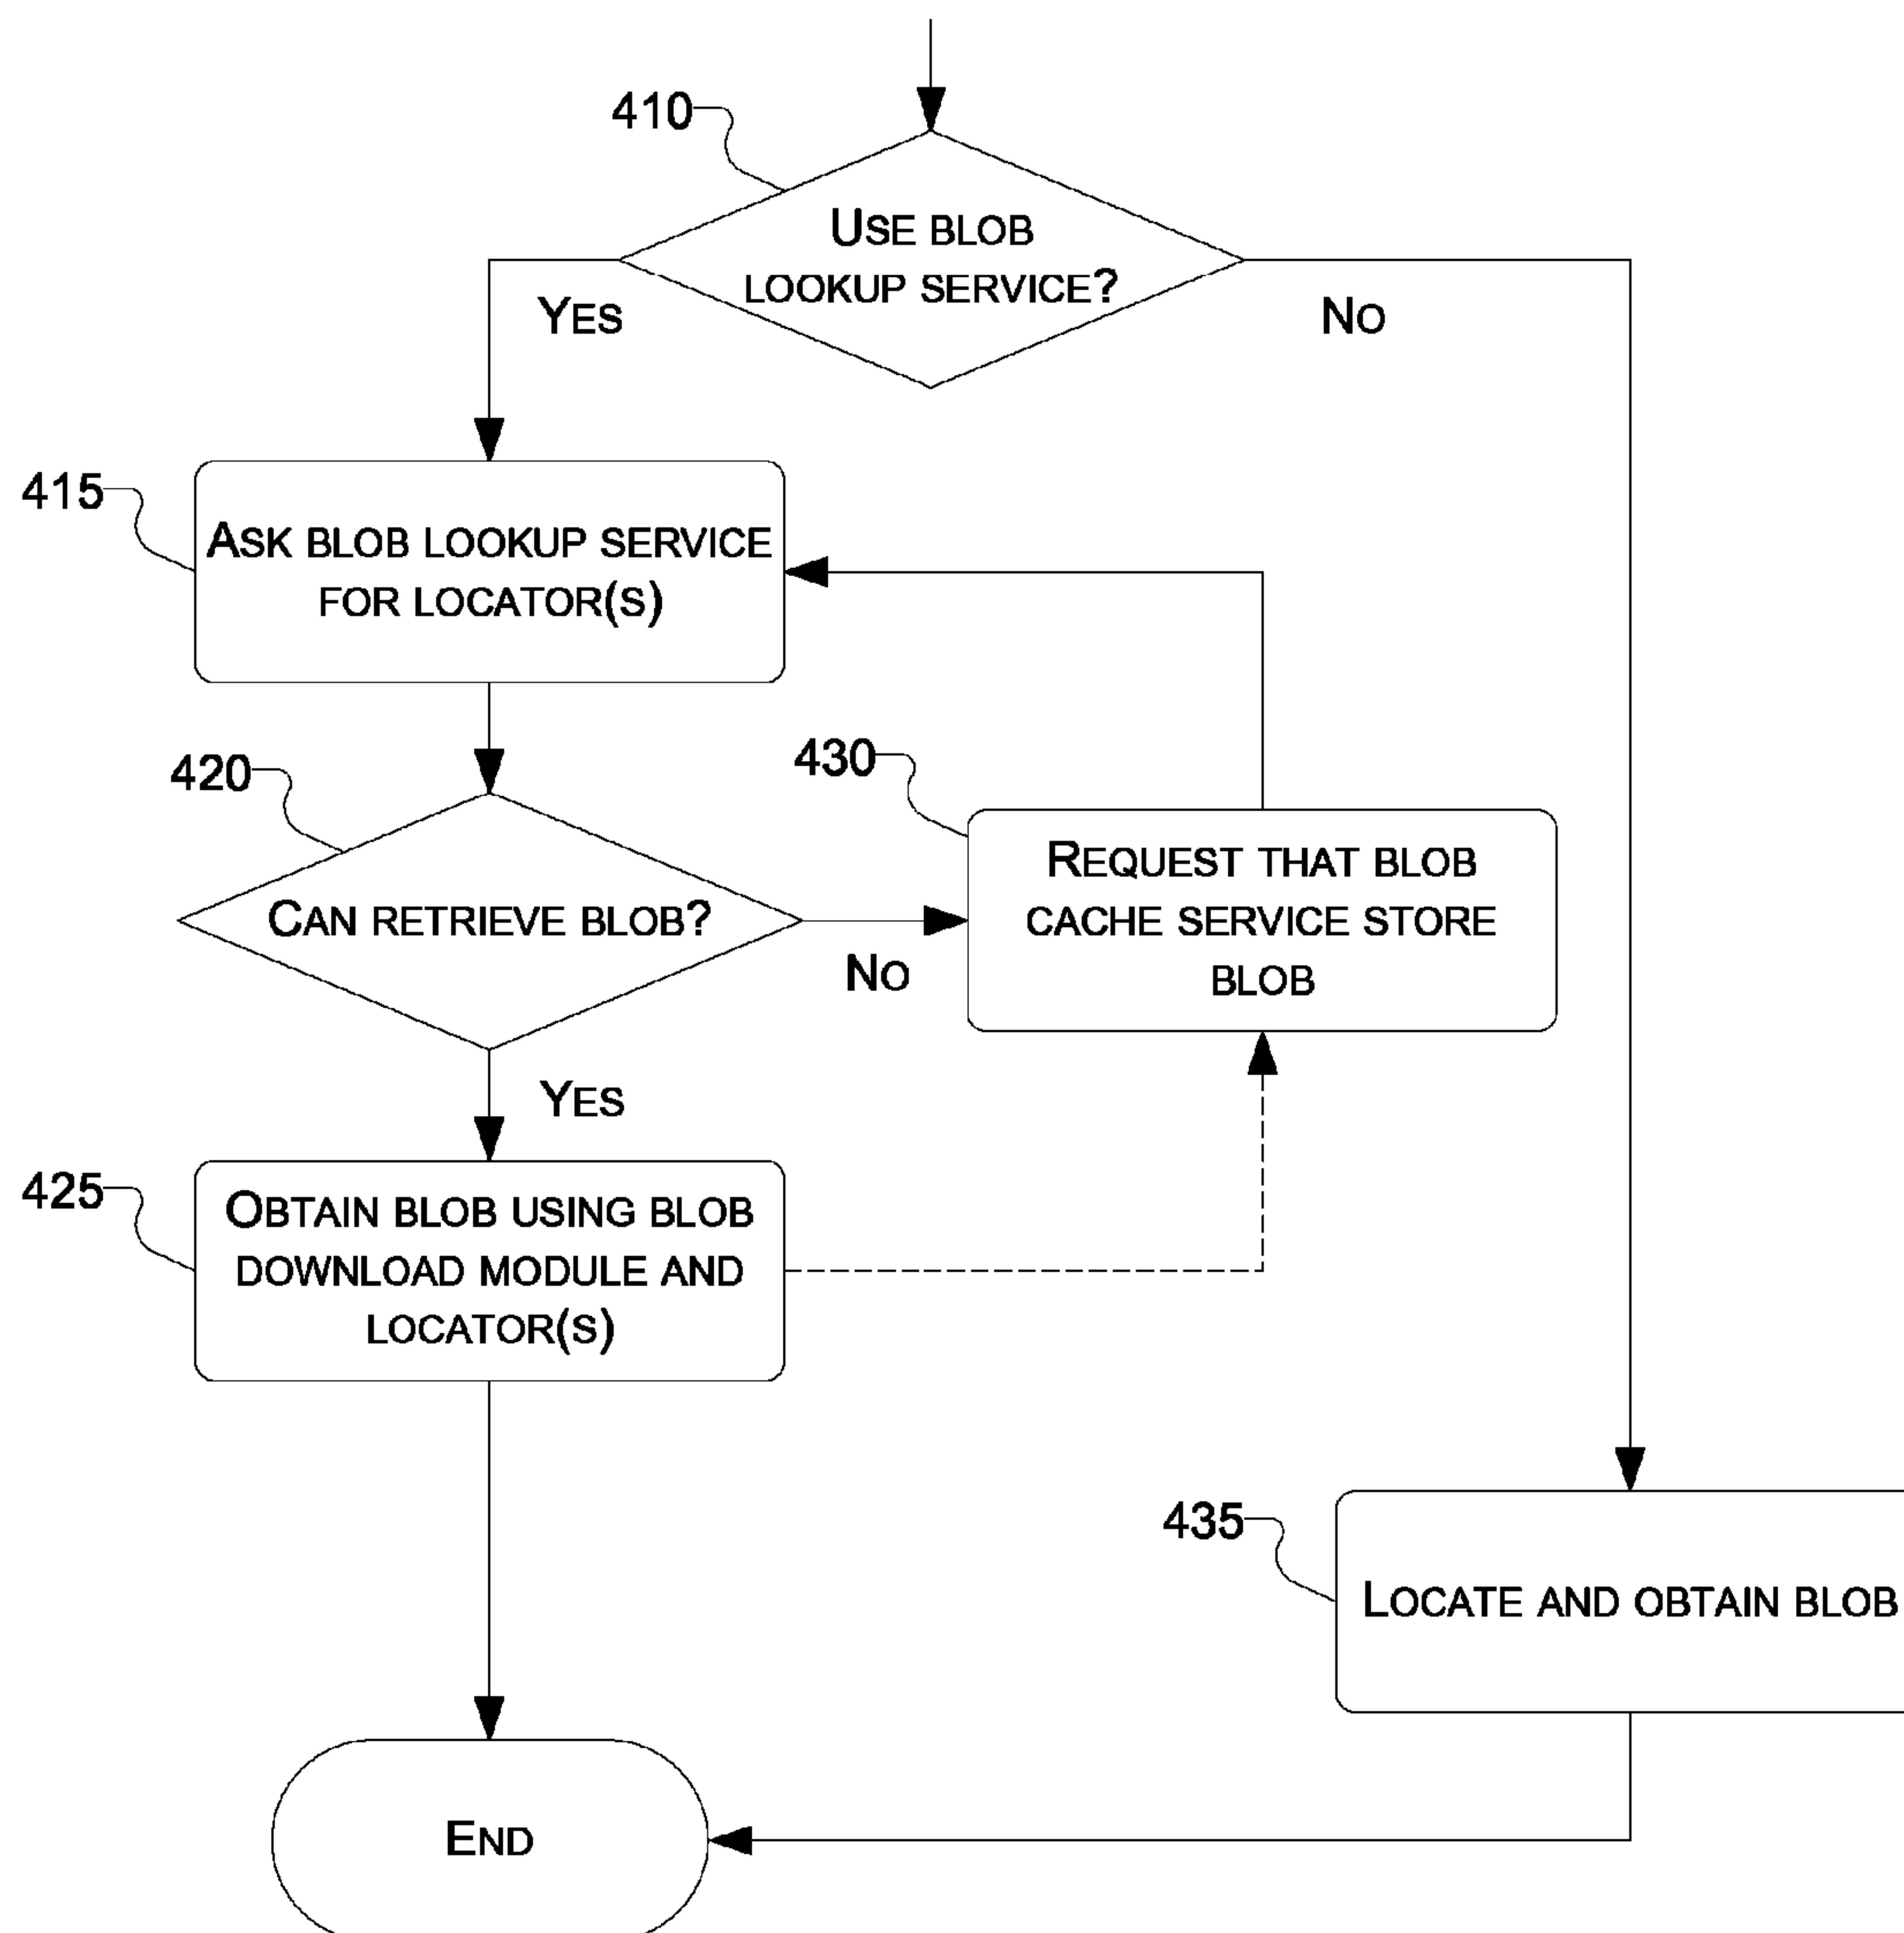 410
USE BLOB
LOOKUP SERVICE?
YES
NO
415
ASK BLOB LOOKUP SERVICE
FOR LOCATOR(S)
420
CAN RETRIEVE BLOB?
NO
430
REQUEST THAT BLOB
CACHE SERVICE STORE
BLOB
YES
425
OBTAIN BLOB USING BLOB
DOWNLOAD MODULE AND
LOCATOR(S)
435
LOCATE AND OBTAIN BLOB
END